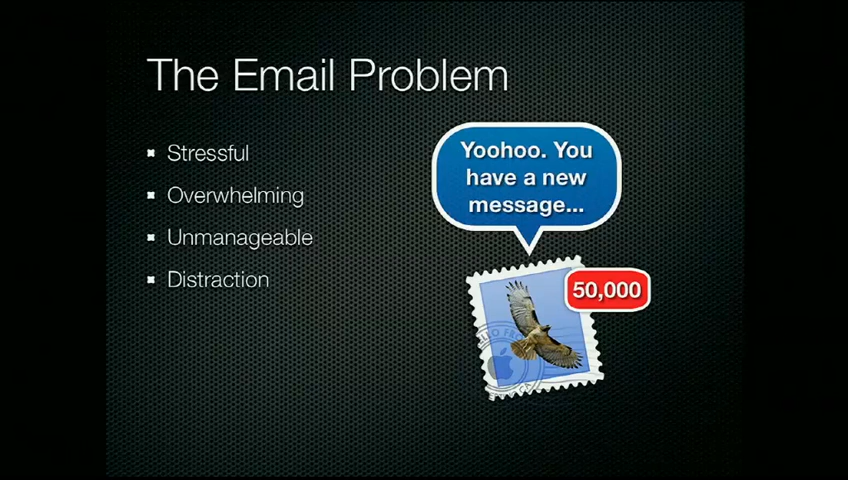 The Email Problem
Stressful
Overwhelming
Unmanageable
Distraction
Yoohoo. You
have a new
message...
50,000